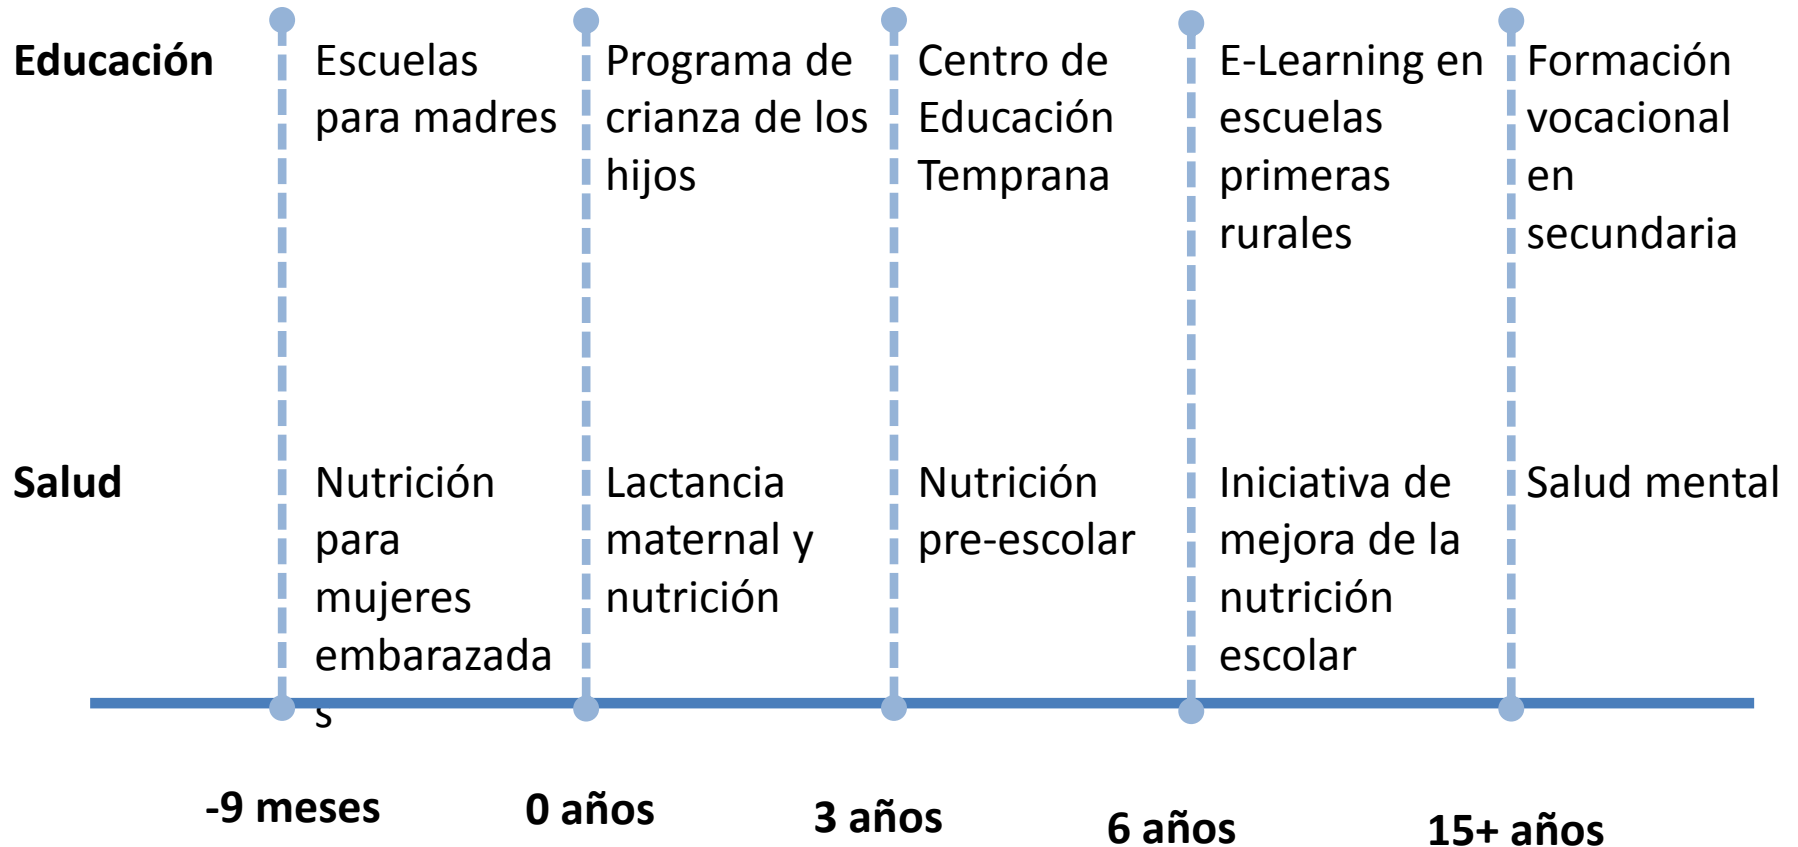 Educación
Escuelas
para madres
Programa de
crianza de los
hijos
Centro de
Educación
Temprana
E-Learning en
escuelas
primeras
rurales
Formación
vocacional
en
secundaria
Salud
Nutrición
para
mujeres
embarazada
s
Lactancia
maternal y
nutrición
Nutrición
pre-escolar
Iniciativa de
mejora de la
nutrición
escolar
Salud mental
-9 meses
0 años
3 años
6 años
15+ años